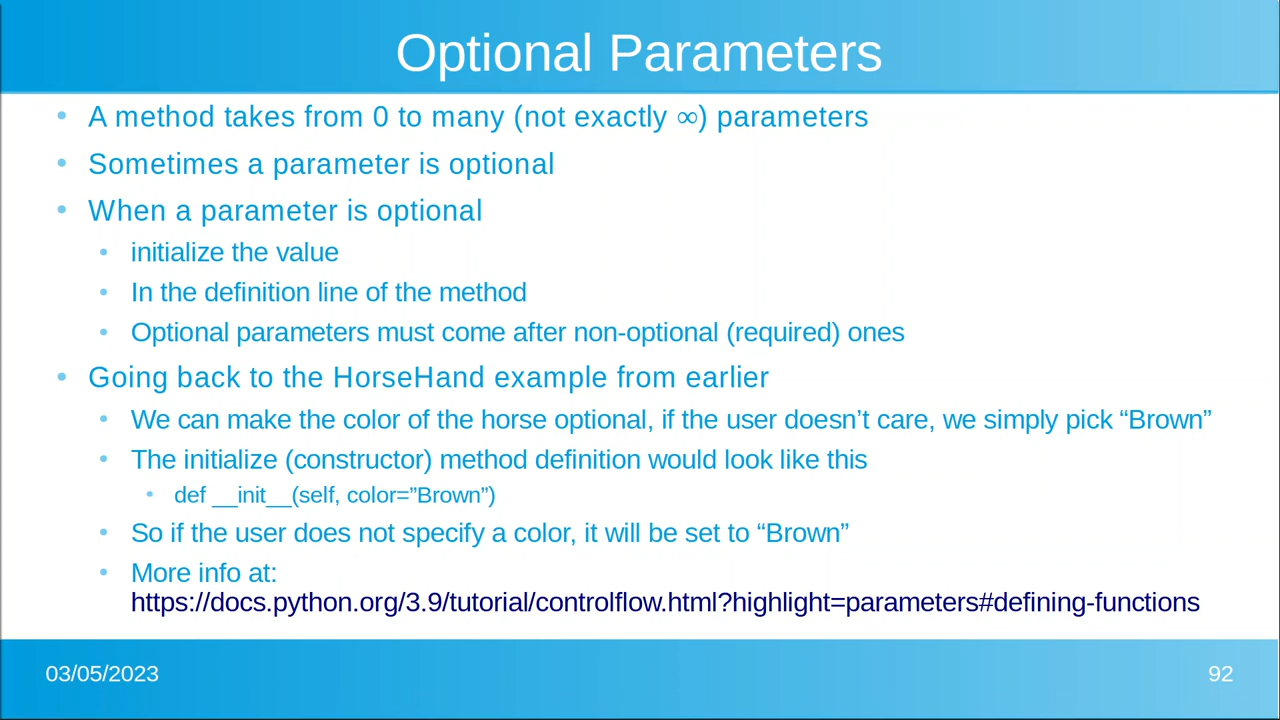 Optional Parameters
A method takes from 0 to many (not exactly ∞) parameters
Sometimes a parameter is optional
When a parameter is optional
initialize the value
In the definition line of the method
Optional parameters must come after non-optional (required) ones
Going back to the HorseHand example from earlier
We can make the color of the horse optional, if the user doesn’t care, we simply pick “Brown”
The initialize (constructor) method definition would look like this
def __init__(self, color=”Brown”)
So if the user does not specify a color, it will be set to “Brown”
More info at:
https://docs.python.org/3.9/tutorial/controlflow.html?highlight=parameters#defining-functions
03/05/2023
92